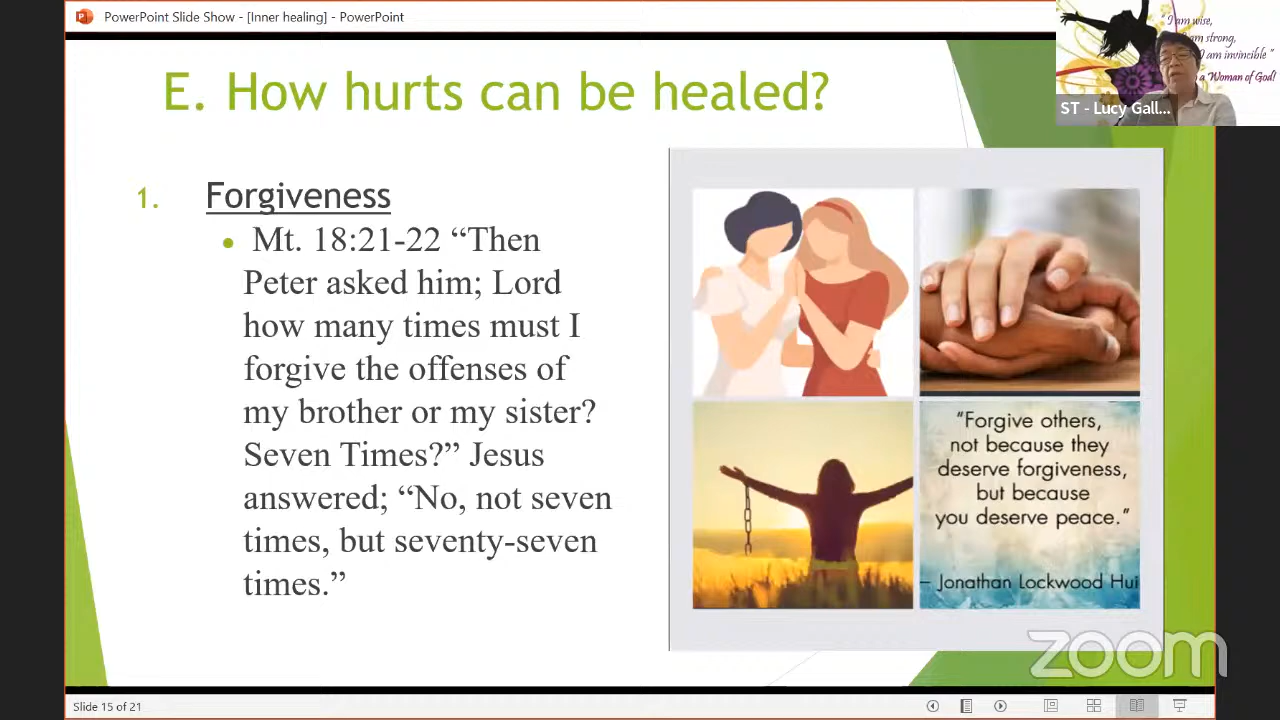 PowerPoint Slide Show - [Inner healing] - PowerPoint
"I am wise,
am strong,
I am invincible"
a Woman of God!
ST - Lucy Gall...
E. How hurts can be healed?
1. Forgiveness
• Mt. 18:21-22 “Then
Peter asked him; Lord
how many times must I
forgive the offenses of
my brother or my sister?
Seven Times?” Jesus
answered; “No, not seven
times, but seventy-seven
times.”
"Forgive others,
not because they
deserve forgiveness,
but because
you deserve peace."
– Jonathan Lockwood Hui
zoom
Slide 15 of 21